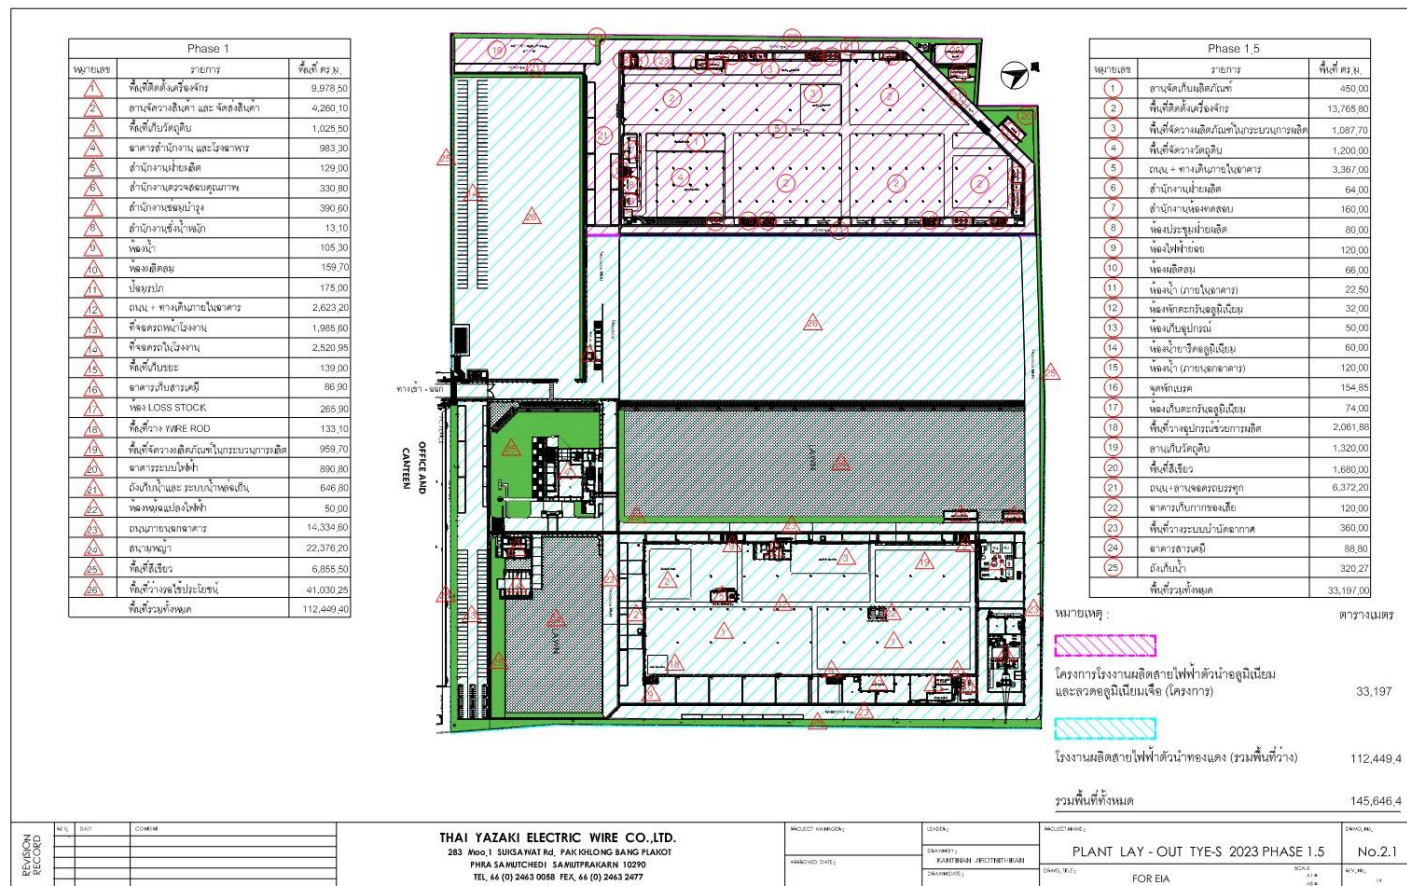 Phase 1
หมายเลข รายการ พื้นที่ ตร.ม.
1 พื้นที่ติดตั้งเครื่องจักร 9,978.50
2 ลานจัดวางสินค้า และ จัดส่งสินค้า 4,260.10
3 พื้นที่เก็บวัตถุดิบ 1,025.50
4 อาคารสำนักงาน และโรงอาหาร 983.30
5 สำนักงานฝ่ายผลิต 129.00
6 สำนักงานตรวจสอบคุณภาพ 330.80
7 สำนักงานซ่อมบำรุง 390.60
8 สำนักงานชั่งน้ำหนัก 13.10
9 ห้องน้ำ 105.30
10 ห้องผลิตลม 159.70
11 ป้อมรปภ 175.00
12 ถนน + ทางเดินภายในอาคาร 2,623.20
13 ที่จอดรถหน้าโรงงาน 1,985.60
14 ที่จอดรถในโรงงาน 2,520.95
15 พื้นที่เก็บขยะ 139.00
16 อาคารเก็บสารเคมี 86.90
17 ห้อง LOSS STOCK 265.90
18 พื้นที่วาง WIRE ROD 133.10
19 พื้นที่จัดวางผลิตภัณฑ์ในกระบวนการผลิต 959.70
20 อาคารระบบไฟฟ้า 890.80
21 ถังเก็บน้ำและ ระบบน้ำหล่อเย็น 646.80
22 ห้องหม้อแปลงไฟฟ้า 50.00
23 ถนนภายนอกอาคาร 14,334.60
24 สนามหญ้า 22,376.20
25 พื้นที่สีเขียว 6,855.50
26 พื้นที่ว่างรอใช้ประโยชน์ 41,030.25
พื้นที่รวมทั้งหมด 112,449.40
ทางเข้า - ออก
OFFICE AND
CANTEEN
LAWN
LAWN
Phase 1.5
หมายเลข รายการ พื้นที่ ตร.ม.
1 ลานจัดเก็บผลิตภัณฑ์ 450.00
2 พื้นที่ติดตั้งเครื่องจักร 13,765.80
3 พื้นที่จัดวางผลิตภัณฑ์ในกระบวนการผลิต 1,087.70
4 พื้นที่จัดวางวัตถุดิบ 1,200.00
5 ถนน + ทางเดินภายในอาคาร 3,367.00
6 สำนักงานฝ่ายผลิต 64.00
7 สำนักงานห้องทดสอบ 160.00
8 ห้องประชุมฝ่ายผลิต 80.00
9 ห้องไฟฟ้าย่อย 120.00
10 ห้องผลิตลม 66.00
11 ห้องน้ำ (ภายในอาคาร) 22.50
12 ห้องพักตะกรันอลูมิเนียม 32.00
13 ห้องเก็บอุปกรณ์ 50.00
14 ห้องน้ำยารีดอลูมิเนียม 60.00
15 ห้องน้ำ (ภายนอกอาคาร) 120.00
16 จุดพักเบรค 154.85
17 ห้องเก็บตะกรันอลูมิเนียม 74.00
18 พื้นที่วางอุปกรณ์ช่วยการผลิต 2,061.88
19 ลานเก็บวัตถุดิบ 1,320.00
20 พื้นที่สีเขียว 1,680.00
21 ถนน+ลานจอดรถบรรทุก 6,372.20
22 อาคารเก็บกากของเสีย 120.00
23 พื้นที่วางระบบบำบัดอากาศ 360.00
24 อาคารสารเคมี 88.80
25 ถังเก็บน้ำ 320.27
พื้นที่รวมทั้งหมด 33,197.00
หมายเหตุ : ตารางเมตร
โครงการโรงงานผลิตสายไฟฟ้าตัวนำอลูมิเนียม
และลวดอลูมิเนียมเจือ (โครงการ) 33,197
โรงงานผลิตสายไฟฟ้าตัวนำทองแดง (รวมพื้นที่ว่าง) 112,449.4
รวมพื้นที่ทั้งหมด 145,646.4
REVISION
RECORD
REV. DATE CONTENT
THAI YAZAKI ELECTRIC WIRE CO.,LTD.
283 Moo.1 SUKSAWAT Rd, PAK KHLONG BANG PLAKOT
PHRA SAMUTCHEDI SAMUTPRAKARN 10290
TEL. 66 (0) 2463 0058 FEX. 66 (0) 2463 2477
PROJECT MANAGER :
APPROVED DATE :
LEADER :
DRAWN BY :
KANTINAN JIROTNITHIKAN
DRAWN DATE :
PROJECT NAME :
PLANT LAY - OUT TYE-S 2023 PHASE 1.5
DRWG. TITLE :
FOR EIA
SCALE
DRWG. NO.
No.2.1
REV. NO.